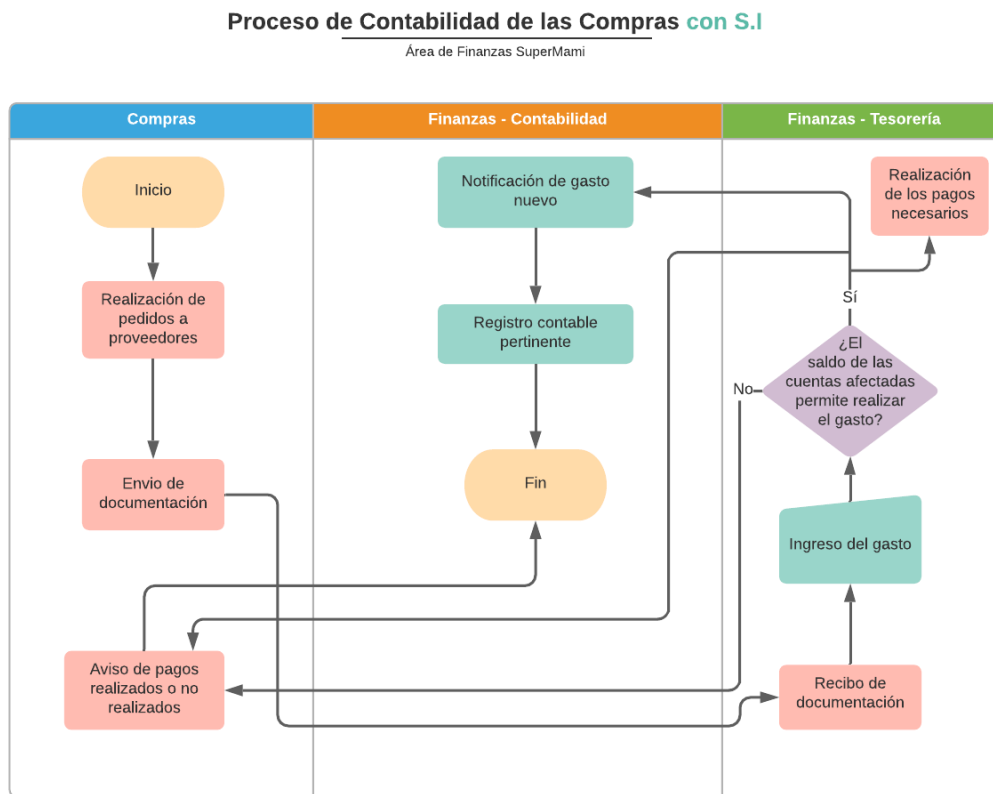 Proceso de Contabilidad de las Compras con S.I
Área de Finanzas SuperMami
Compras
Finanzas - Contabilidad
Finanzas - Tesorería
Inicio
Realización de
pedidos a
proveedores
Envio de
documentación
Aviso de pagos
realizados o no
realizados
Notificación de gasto
nuevo
Registro contable
pertinente
Fin
Realización
de los pagos
necesarios
Sí
¿El
saldo de las
cuentas afectadas
permite realizar
el gasto?
No
Ingreso del gasto
Recibo de
documentación